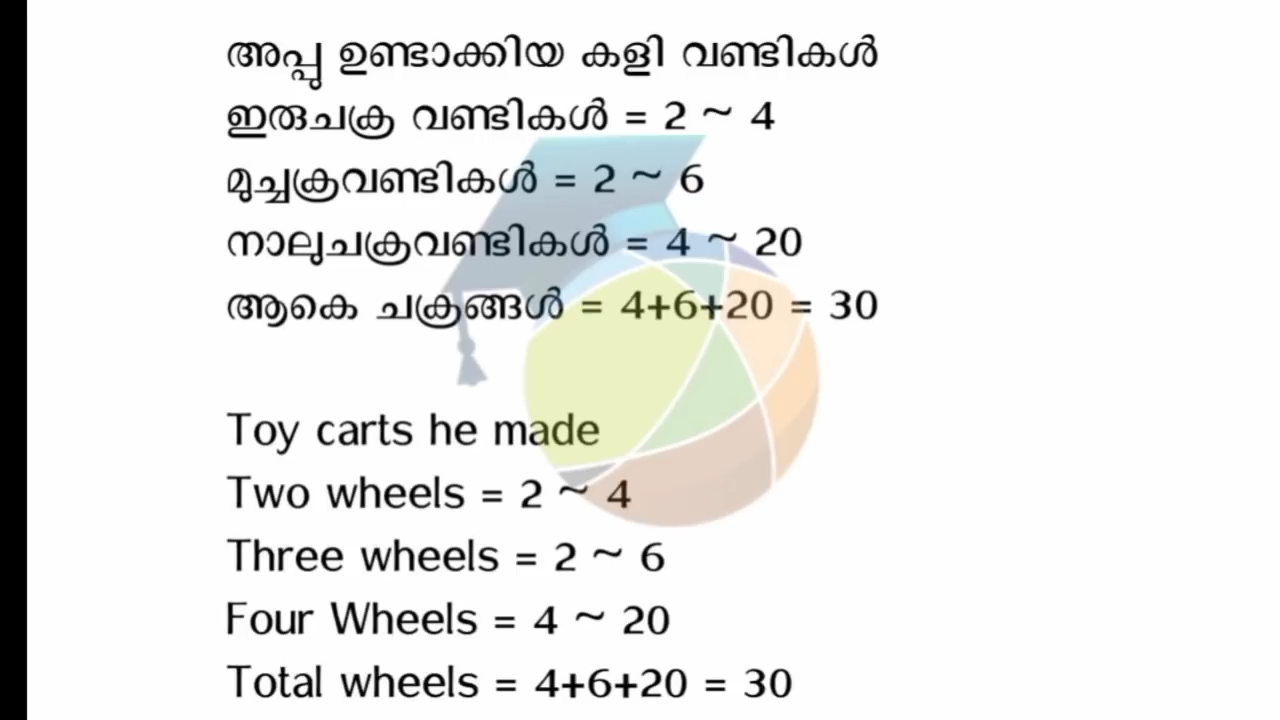 അപ്പു ഉണ്ടാക്കിയ കളി വണ്ടികൾ
ഇരുചക്ര വണ്ടികൾ = 2 ~ 4
മുച്ചക്രവണ്ടികൾ = 2 ~ 6
നാലുചക്രവണ്ടികൾ = 4 ~ 20
ആകെ ചക്രങ്ങൾ = 4+6+20 = 30
Toy carts he made
Two wheels = 2 ~ 4
Three wheels = 2 ~ 6
Four Wheels = 4 ~ 20
Total wheels = 4+6+20 = 30